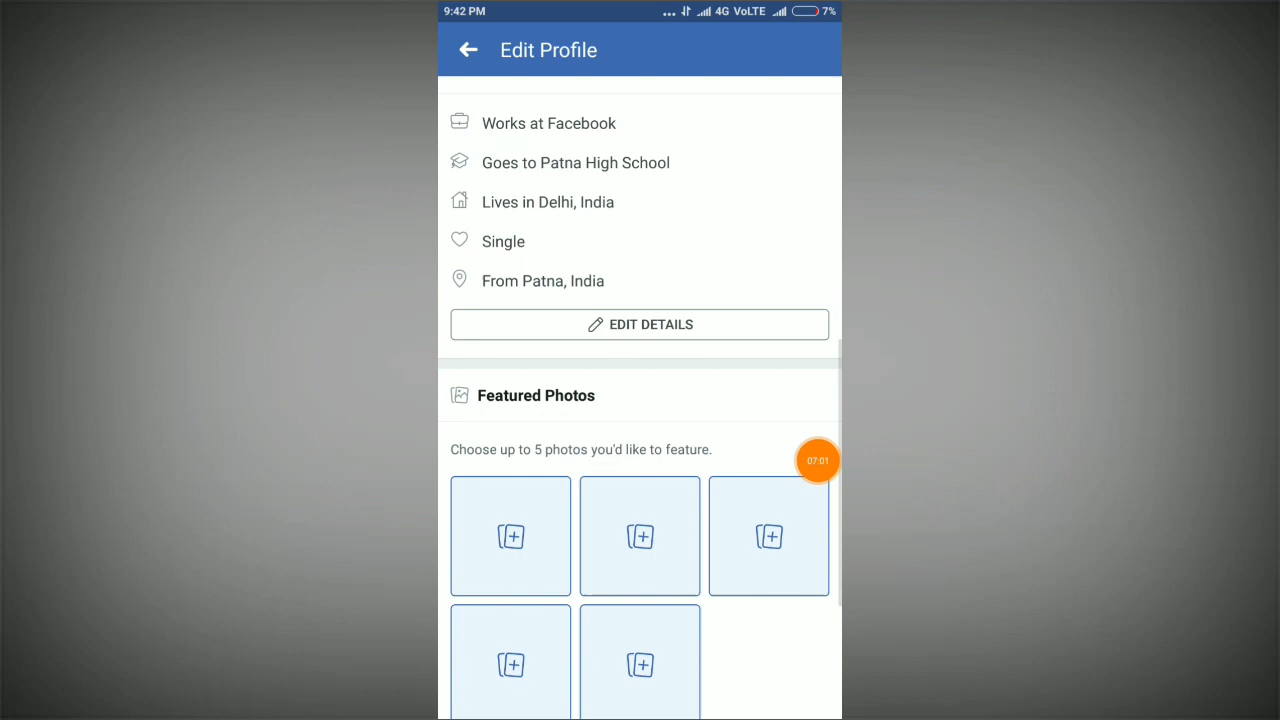 9:42 PM
... 4G VoLTE 7%
Edit Profile
Works at Facebook
Goes to Patna High School
Lives in Delhi, India
Single
From Patna, India
EDIT DETAILS
Featured Photos
Choose up to 5 photos you'd like to feature.
07:01